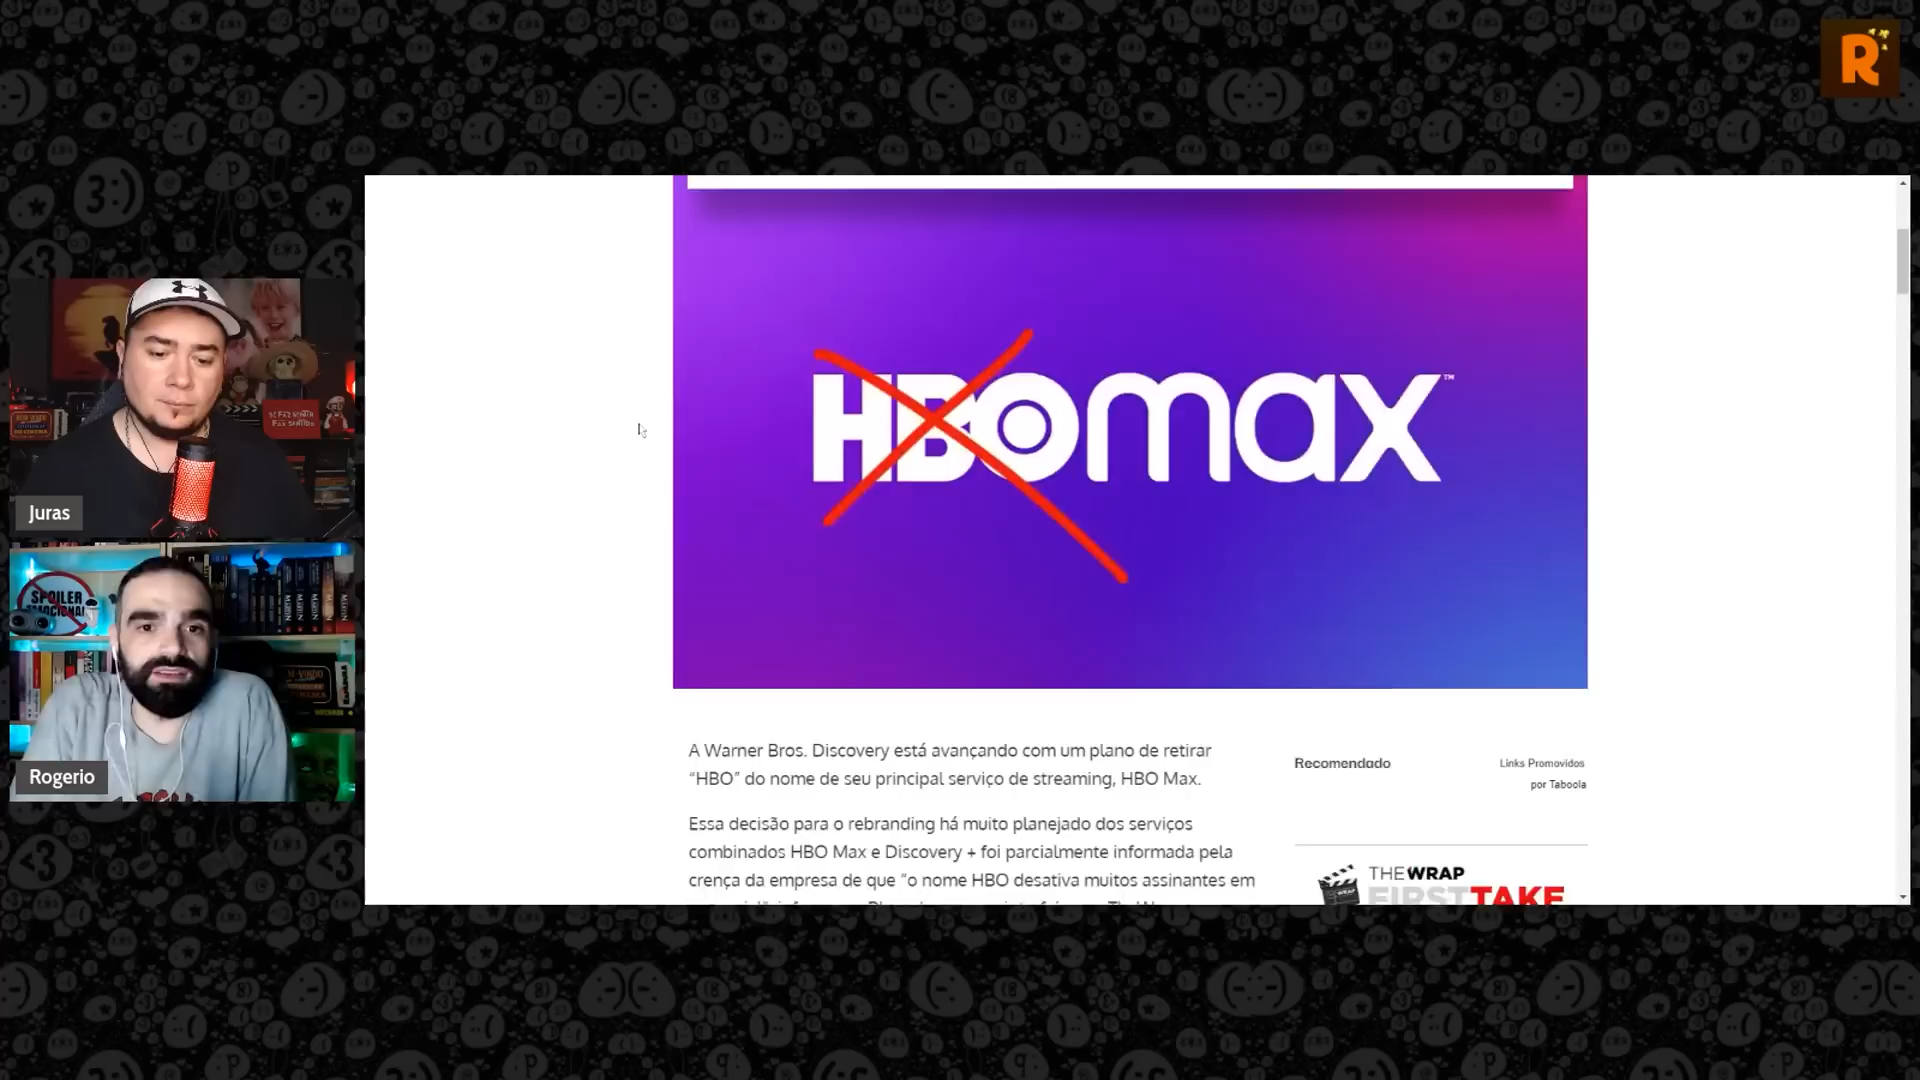 R
HBOmax™
Juras
SPOILER
EMOCIONAL
Rogerio
A Warner Bros. Discovery está avançando com um plano de retirar
“HBO” do nome de seu principal serviço de streaming, HBO Max.
Essa decisão para o rebranding há muito planejado dos serviços
combinados HBO Max e Discovery + foi parcialmente informada pela
crença da empresa de que “o nome HBO desativa muitos assinantes em
Recomendado
Links Promovidos
por Taboola
THEWRAP
FIRSTTAKE